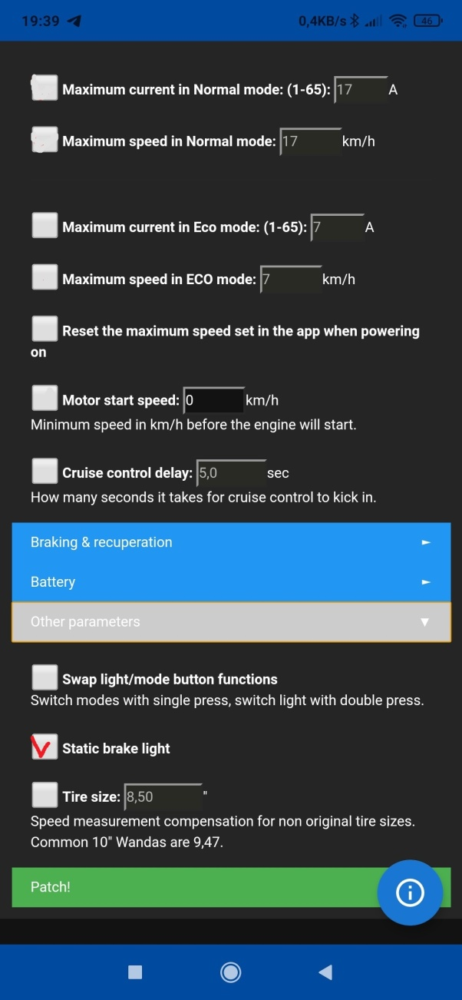 19:39 0,4KB/s 46
Maximum current in Normal mode: (1-65): 17 A
Maximum speed in Normal mode: 17 km/h
Maximum current in Eco mode: (1-65): 7 A
Maximum speed in ECO mode: 7 km/h
Reset the maximum speed set in the app when powering
on
Motor start speed: 0 km/h
Minimum speed in km/h before the engine will start.
Cruise control delay: 5,0 sec
How many seconds it takes for cruise control to kick in.
Braking & recuperation
Battery
Other parameters
Swap light/mode button functions
Switch modes with single press, switch light with double press.
Static brake light
Tire size: 8,50 "
Speed measurement compensation for non original tire sizes.
Common 10" Wandas are 9,47.
Patch!